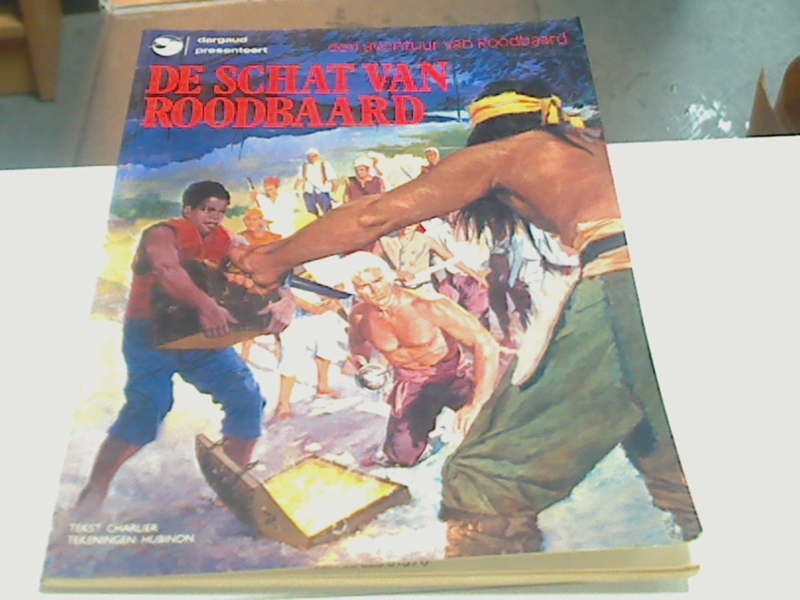 dargaud
presenteert
een avontuur van Roodbaard
DE SCHAT VAN
ROODBAARD
TEKST CHARLIER
TEKENINGEN HUBINON